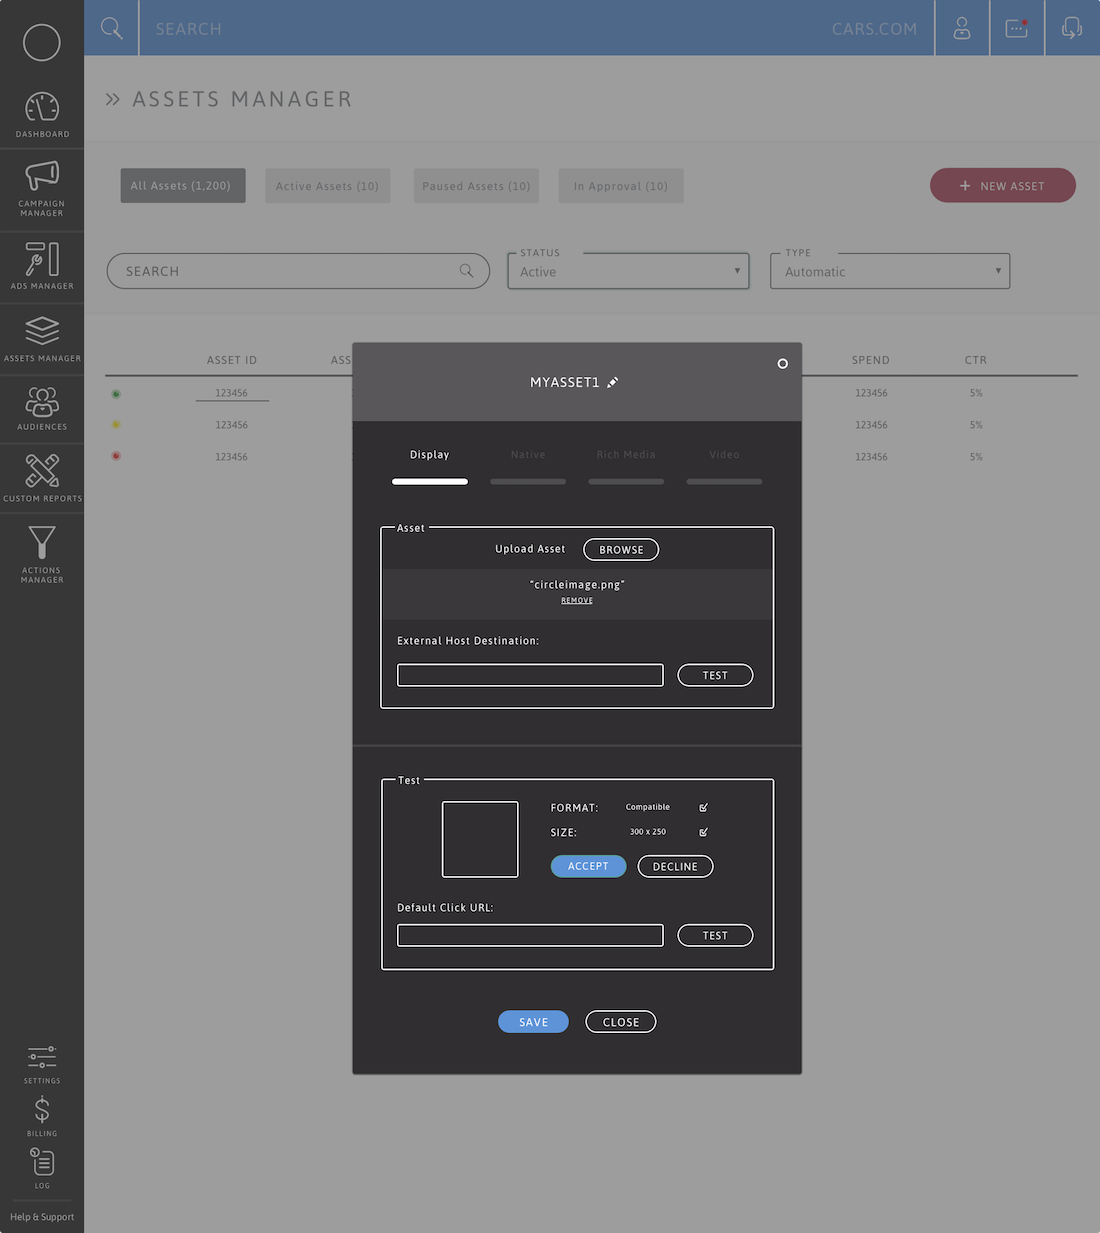 SEARCH
CARS.COM
DASHBOARD
CAMPAIGN
MANAGER
ADS MANAGER
ASSETS MANAGER
AUDIENCES
CUSTOM REPORTS
ACTIONS
MANAGER
SETTINGS
BILLING
LOG
Help & Support
» ASSETS MANAGER
All Assets (1,200)
Active Assets (10)
Paused Assets (10)
In Approval (10)
+ NEW ASSET
SEARCH
STATUS
Active
TYPE
Automatic
ASSET ID
ASS
SPEND
CTR
123456
123456
5%
123456
123456
5%
123456
123456
5%
MYASSET1
Display
Native
Rich Media
Video
Asset
Upload Asset
BROWSE
"circleimage.png"
REMOVE
External Host Destination:
TEST
Test
FORMAT:
Compatible
SIZE:
300 x 250
ACCEPT
DECLINE
Default Click URL:
TEST
SAVE
CLOSE